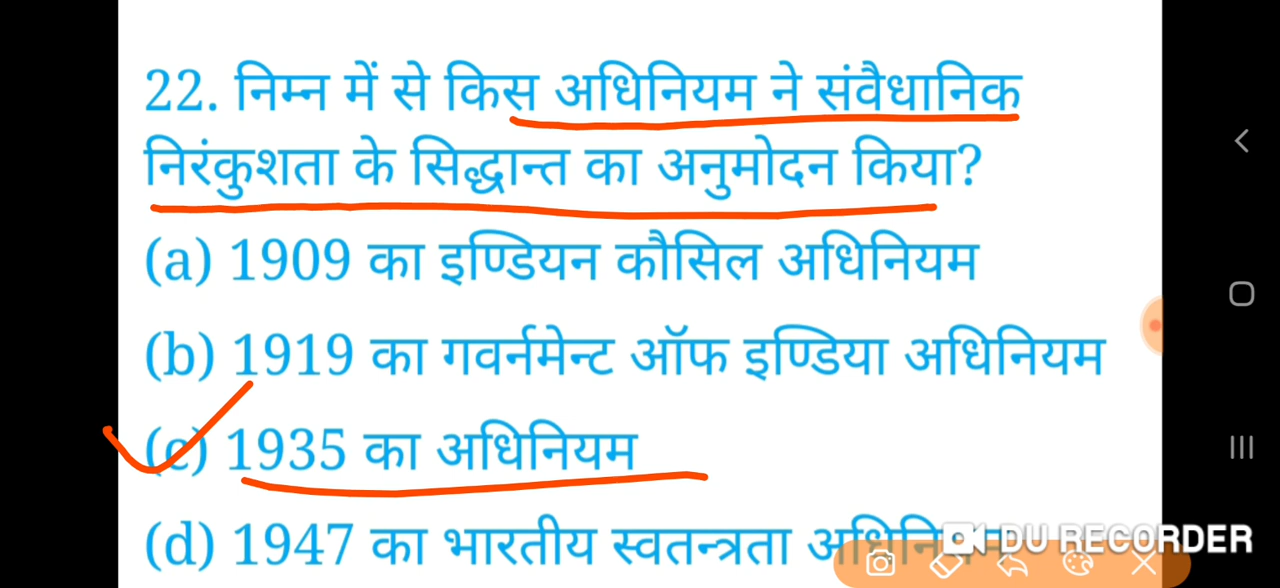 22. निम्न में से किस अधिनियम ने संवैधानिक
निरंकुशता के सिद्धान्त का अनुमोदन किया?
(a) 1909 का इण्डियन कौसिल अधिनियम
(b) 1919 का गवर्नमेन्ट ऑफ इण्डिया अधिनियम
(c) 1935 का अधिनियम
(d) 1947 का भारतीय स्वतन्त्रता
DU RECORDER